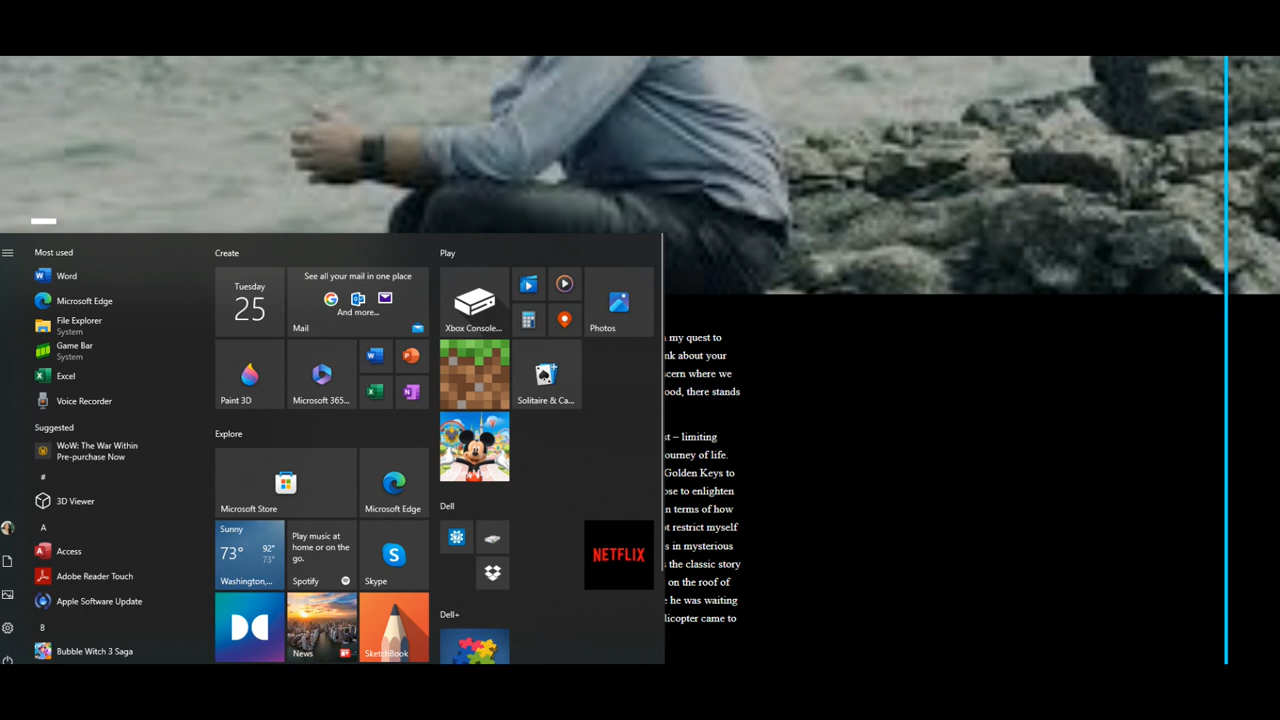 Most used
Word
Microsoft Edge
File Explorer
System
Game Bar
System
Excel
Voice Recorder
Suggested
WoW: The War Within
Pre-purchase Now
#
3D Viewer
A
Access
Adobe Reader Touch
Apple Software Update
B
Bubble Witch 3 Saga
Create
Tuesday
25
See all your mail in one place
And more...
Mail
Paint 3D
Microsoft 365...
Explore
Microsoft Store
Microsoft Edge
Sunny
73° 92°
73°
Washington,...
Play music at
home or on the
go.
Spotify
Skype
News
SketchBook
Play
Xbox Console...
Photos
Solitaire & Ca...
Dell
NETFLIX
Dell+
my quest to
nk about your
scern where we
ood, there stands
st – limiting
ourney of life.
Golden Keys to
ose to enlighten
n terms of how
ot restrict myself
s in mysterious
s the classic story
on the roof of
e he was waiting
licopter came to